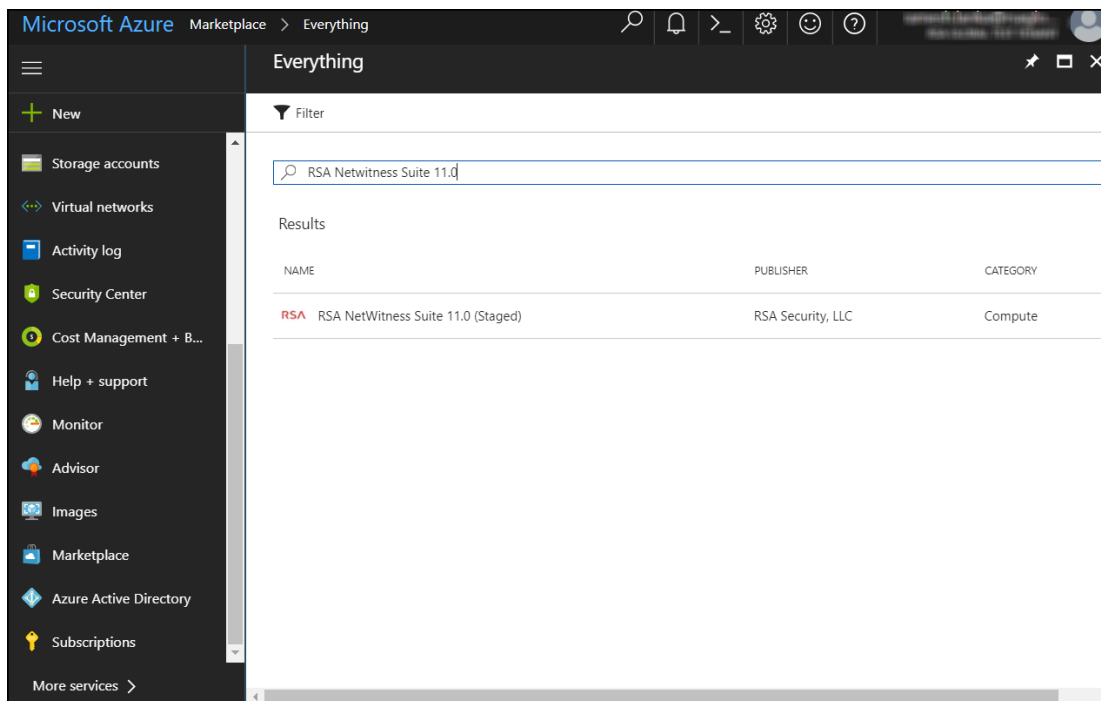 Microsoft Azure Marketplace > Everything
Everything
New
Filter
Storage accounts
RSA Netwitness Suite 11.0
Virtual networks
Results
Activity log
NAME PUBLISHER CATEGORY
Security Center
RSA RSA NetWitness Suite 11.0 (Staged) RSA Security, LLC Compute
Cost Management + B...
Help + support
Monitor
Advisor
Images
Marketplace
Azure Active Directory
Subscriptions
More services >